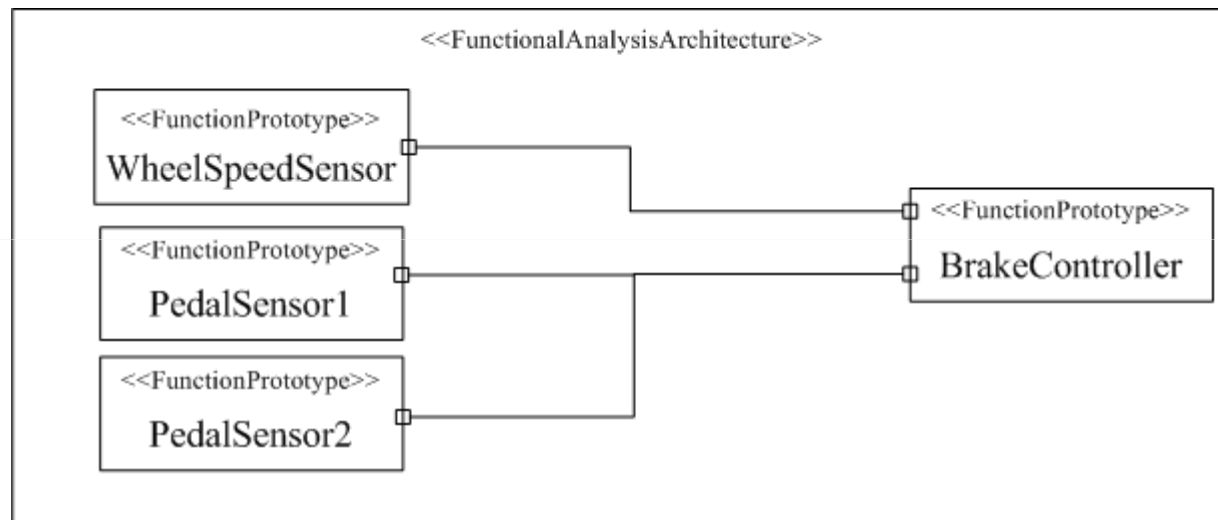 <<FunctionalAnalysisArchitecture>>
<<FunctionPrototype>>
WheelSpeedSensor
<<FunctionPrototype>>
BrakeController
<<FunctionPrototype>>
PedalSensor1
<<FunctionPrototype>>
PedalSensor2